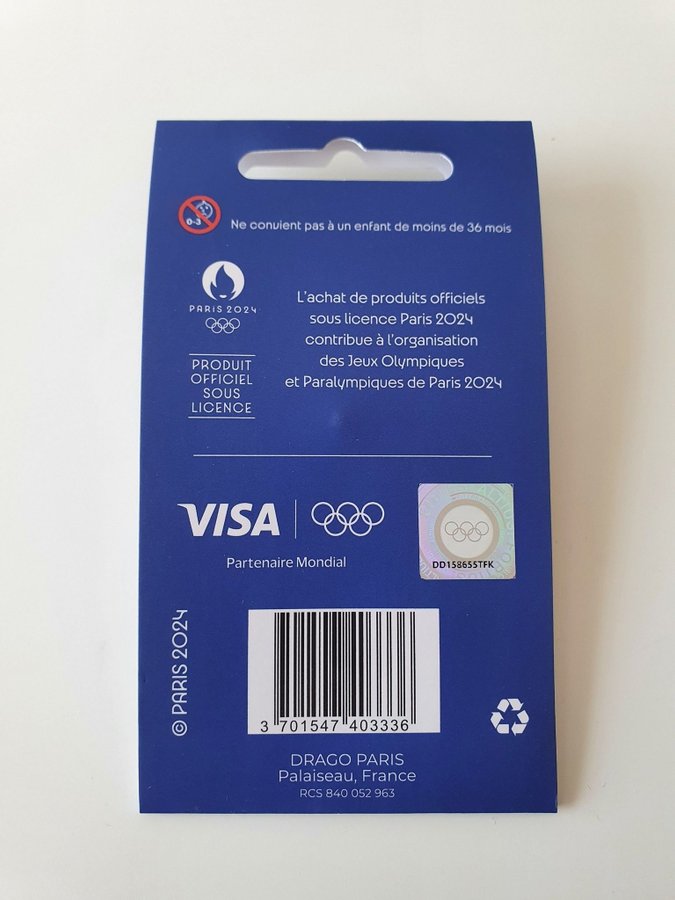 0-3
Ne convient pas à un enfant de moins de 36 mois
PARIS 2024
PRODUIT
OFFICIEL
SOUS
LICENCE
L'achat de produits officiels
sous licence Paris 2024
contribue à l'organisation
des Jeux Olympiques
et Paralympiques de Paris 2024
VISA
Partenaire Mondial
DD158655TFK
© PARIS 2024
3 701547 403336
DRAGO PARIS
Palaiseau, France
RCS 840 052 963